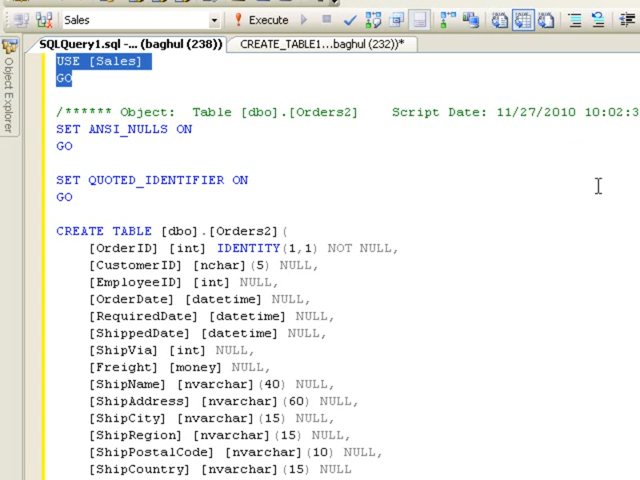 Sales
Execute
SQLQuery1.sql -... (baghul (238))
CREATE_TABLE1...baghul (232))*
Object Explorer
USE [Sales]
GO
/****** Object:  Table [dbo].[Orders2]    Script Date: 11/27/2010 10:02:3
SET ANSI_NULLS ON
GO
SET QUOTED_IDENTIFIER ON
GO
CREATE TABLE [dbo].[Orders2](
[OrderID] [int] IDENTITY(1,1) NOT NULL,
[CustomerID] [nchar](5) NULL,
[EmployeeID] [int] NULL,
[OrderDate] [datetime] NULL,
[RequiredDate] [datetime] NULL,
[ShippedDate] [datetime] NULL,
[ShipVia] [int] NULL,
[Freight] [money] NULL,
[ShipName] [nvarchar](40) NULL,
[ShipAddress] [nvarchar](60) NULL,
[ShipCity] [nvarchar](15) NULL,
[ShipRegion] [nvarchar](15) NULL,
[ShipPostalCode] [nvarchar](10) NULL,
[ShipCountry] [nvarchar](15) NULL